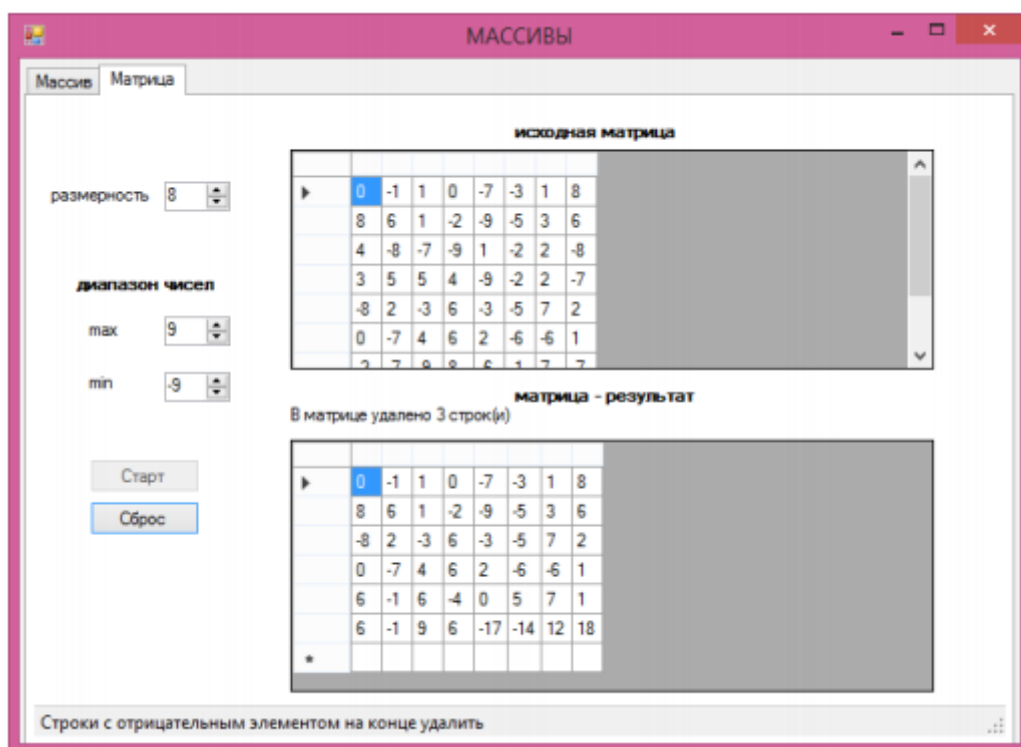 МАССИВЫ
Массив Матрица
исходная матрица
размерность 8
0 -1 1 0 -7 -3 1 8
8 6 1 -2 -9 -5 3 6
4 -8 -7 -9 1 -2 2 -8
3 5 5 4 -9 -2 2 -7
-8 2 -3 6 -3 -5 7 2
0 -7 4 6 2 -6 -6 1
диапазон чисел
max 9
min -9
матрица - результат
В матрице удалено 3 строк(и)
0 -1 1 0 -7 -3 1 8
8 6 1 -2 -9 -5 3 6
-8 2 -3 6 -3 -5 7 2
0 -7 4 6 2 -6 -6 1
6 -1 6 -4 0 5 7 1
6 -1 9 6 -17 -14 12 18
*
Старт
Сброс
Строки с отрицательным элементом на конце удалить